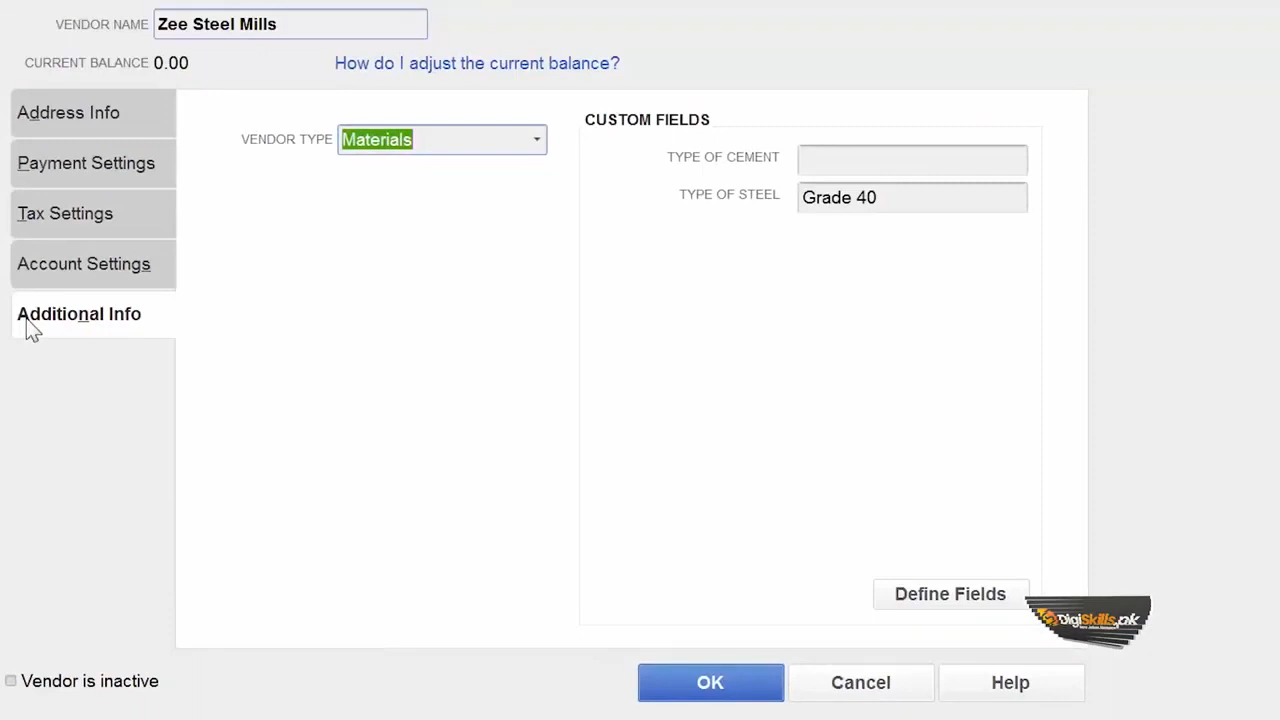 VENDOR NAME Zee Steel Mills
CURRENT BALANCE 0.00 How do I adjust the current balance?
Address Info
Payment Settings
Tax Settings
Account Settings
Additional Info
VENDOR TYPE Materials
CUSTOM FIELDS
TYPE OF CEMENT
TYPE OF STEEL Grade 40
Define Fields
DigiSkills.pk
Vendor is inactive
OK Cancel Help